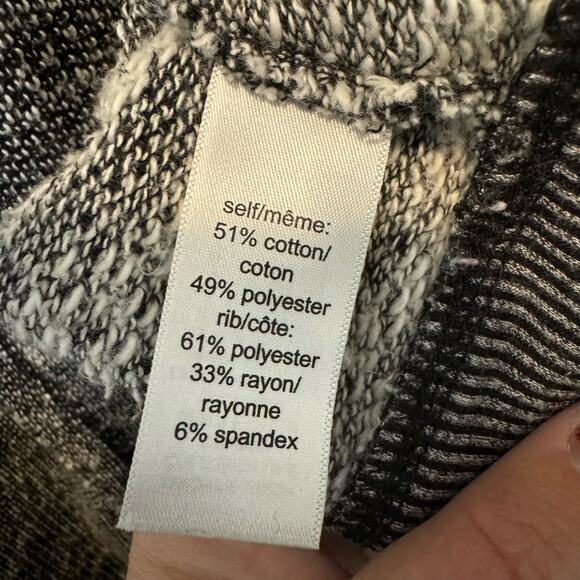 self/même:
51% cotton/
coton
49% polyester
rib/côte:
61% polyester
33% rayon/
rayonne
6% spandex